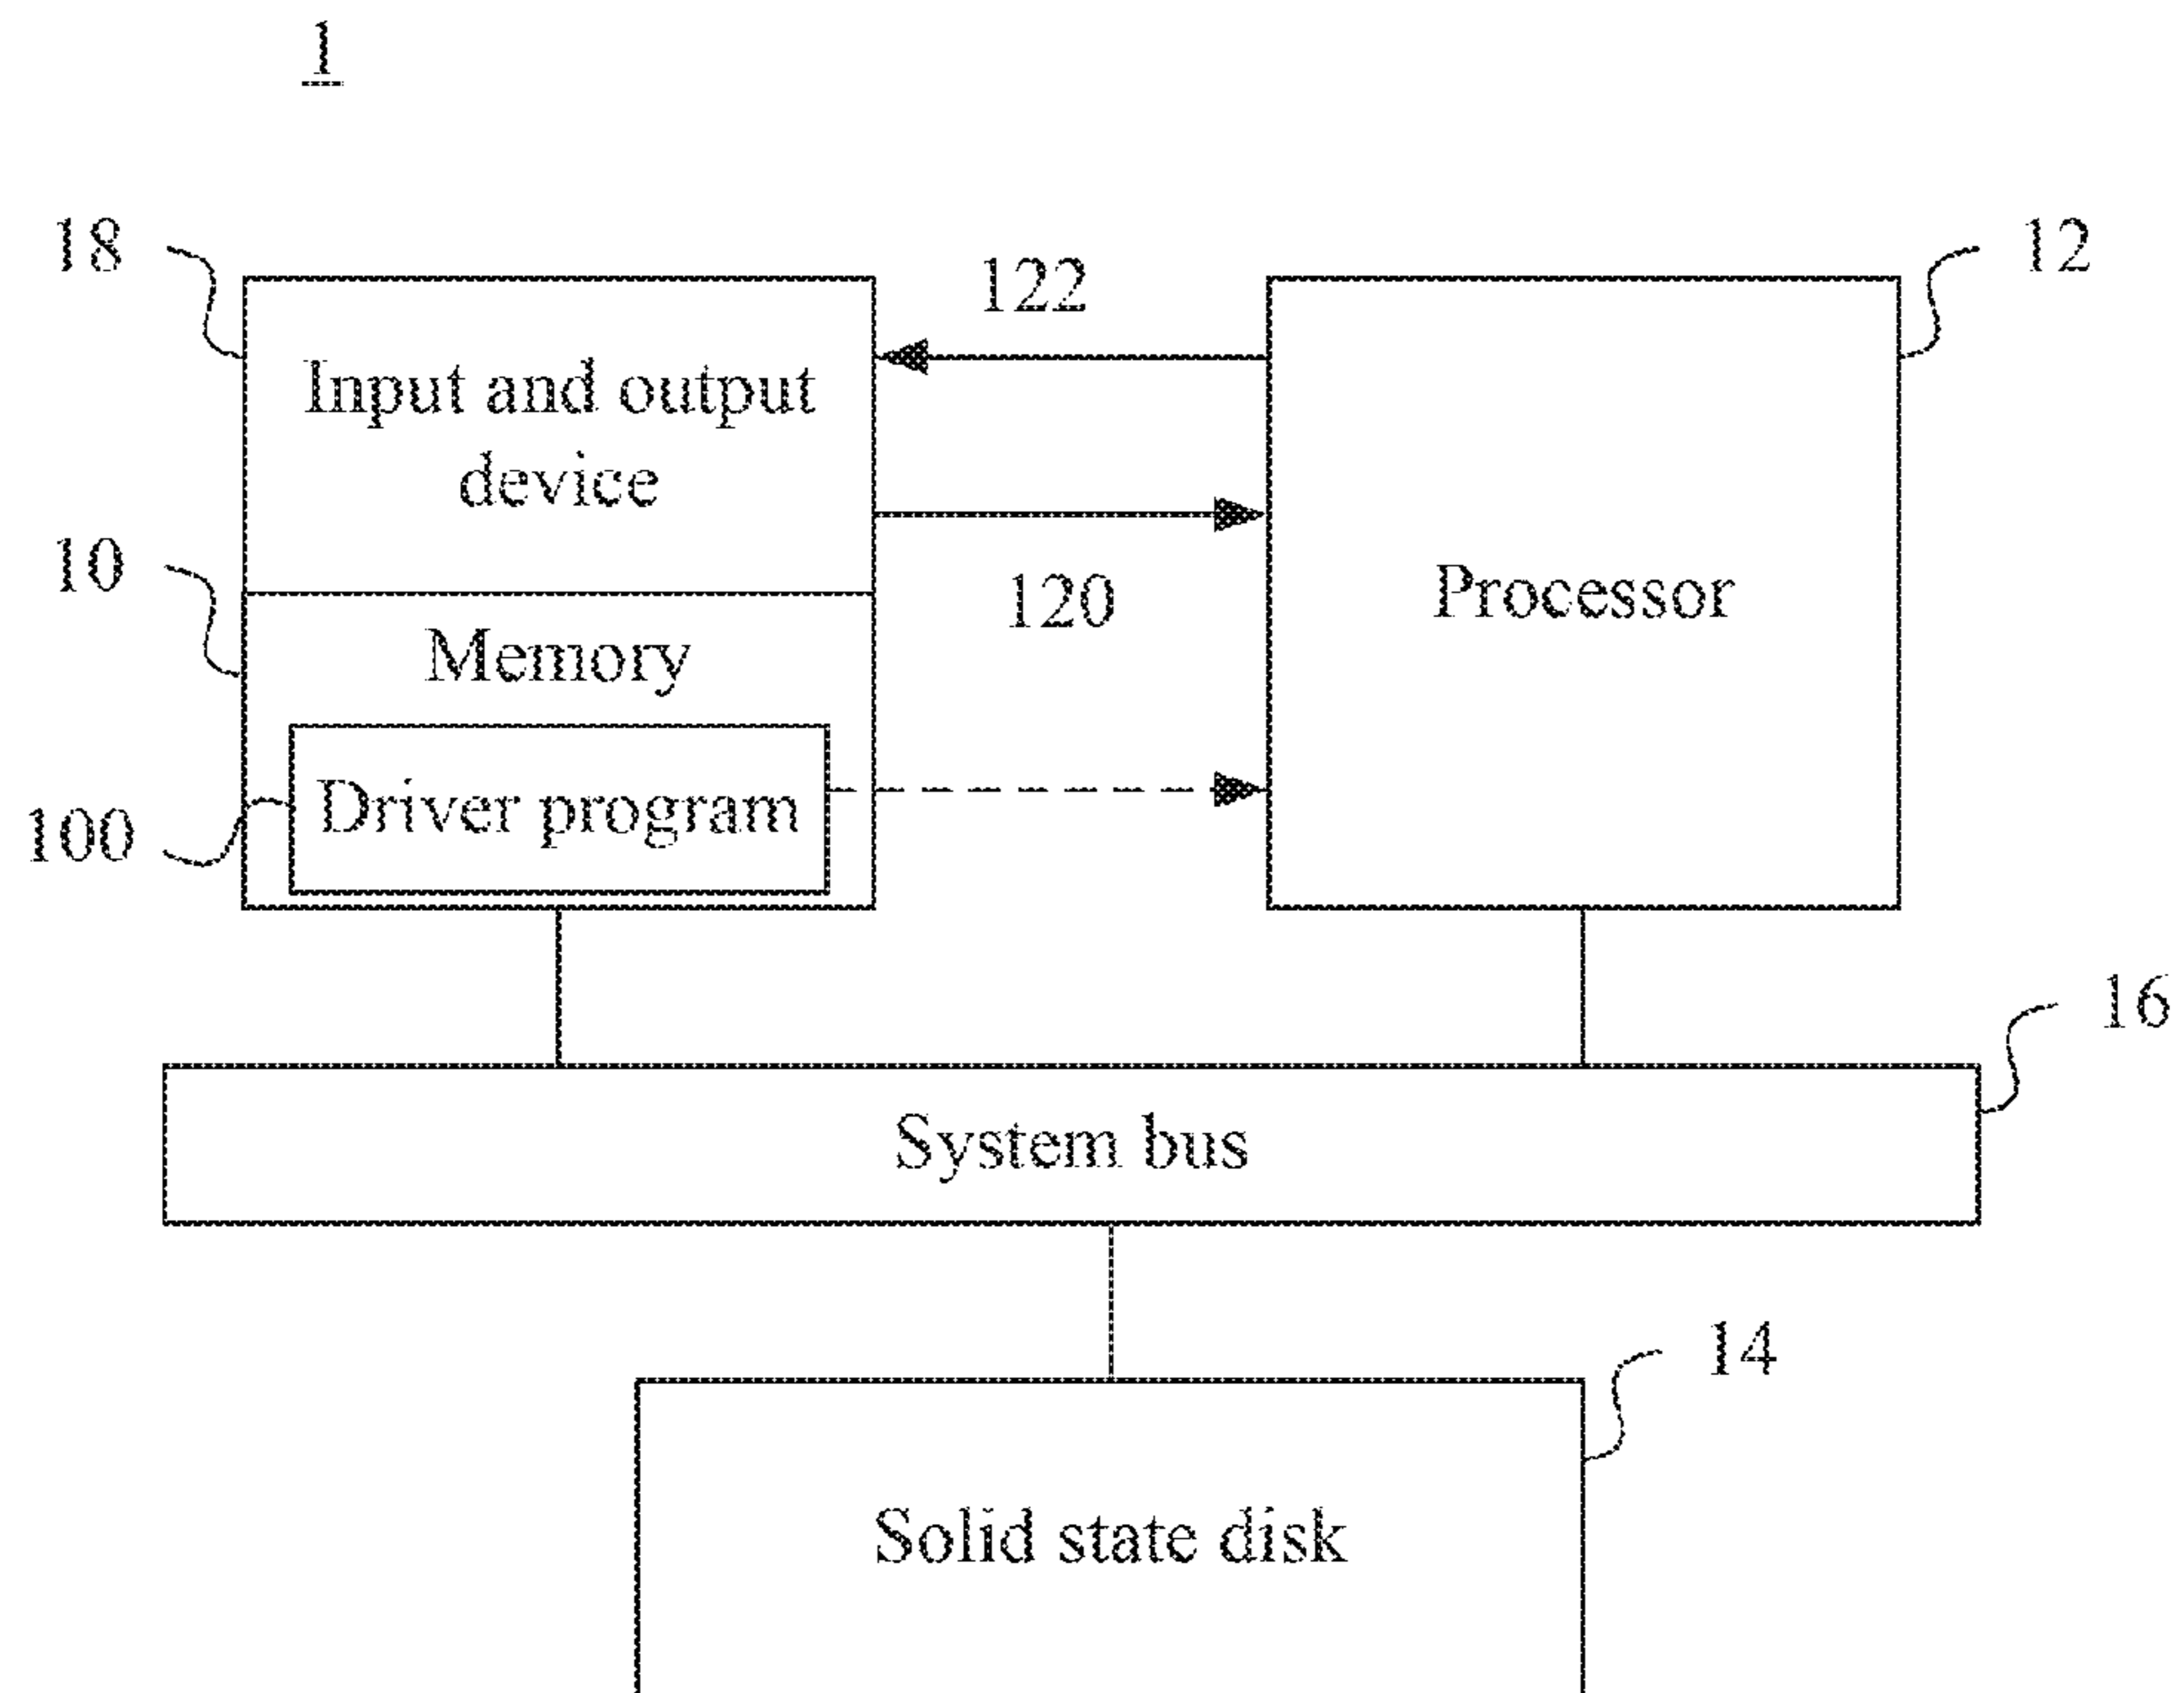 1
18
122
12
Input and output
device
10
120
Processor
Memory
100
Driver program
16
System bus
14
Solid state disk